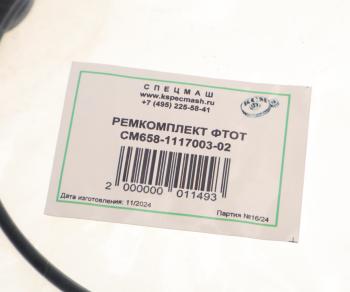 СПЕЦМАШ
www.kspecmash.ru
+7 (495) 225-58-41
РЕМКОМПЛЕКТ ФТОТ
СМ658-1117003-02
2 000000 011493
Дата изготовления: 11/2024
Партия №16/24